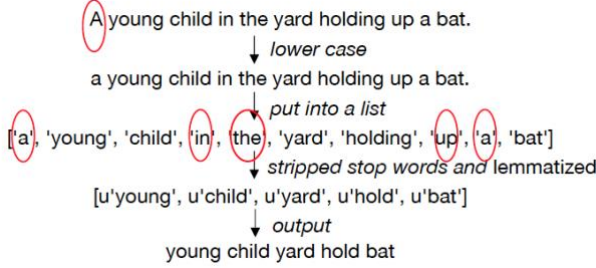 A young child in the yard holding up a bat.
lower case
a young child in the yard holding up a bat.
put into a list
['a', 'young', 'child', 'in', 'the', 'yard', 'holding', 'up', 'a', 'bat']
stripped stop words and lemmatized
[u'young', u'child', u'yard', u'hold', u'bat']
output
young child yard hold bat